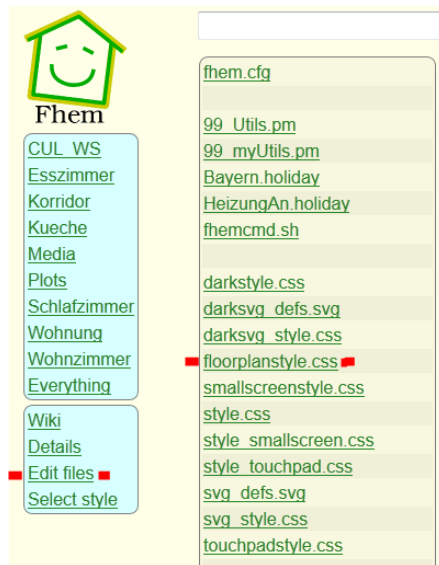 Fhem
CUL_WS
Esszimmer
Korridor
Kueche
Media
Plots
Schlafzimmer
Wohnung
Wohnzimmer
Everything
Wiki
Details
Edit files
Select style
fhem.cfg
99_Utils.pm
99_myUtils.pm
Bayern.holiday
HeizungAn.holiday
fhemcmd.sh
darkstyle.css
darksvg_defs.svg
darksvg_style.css
floorplanstyle.css
smallscreenstyle.css
style.css
style_smallscreen.css
style_touchpad.css
svg_defs.svg
svg_style.css
touchpadstyle.css